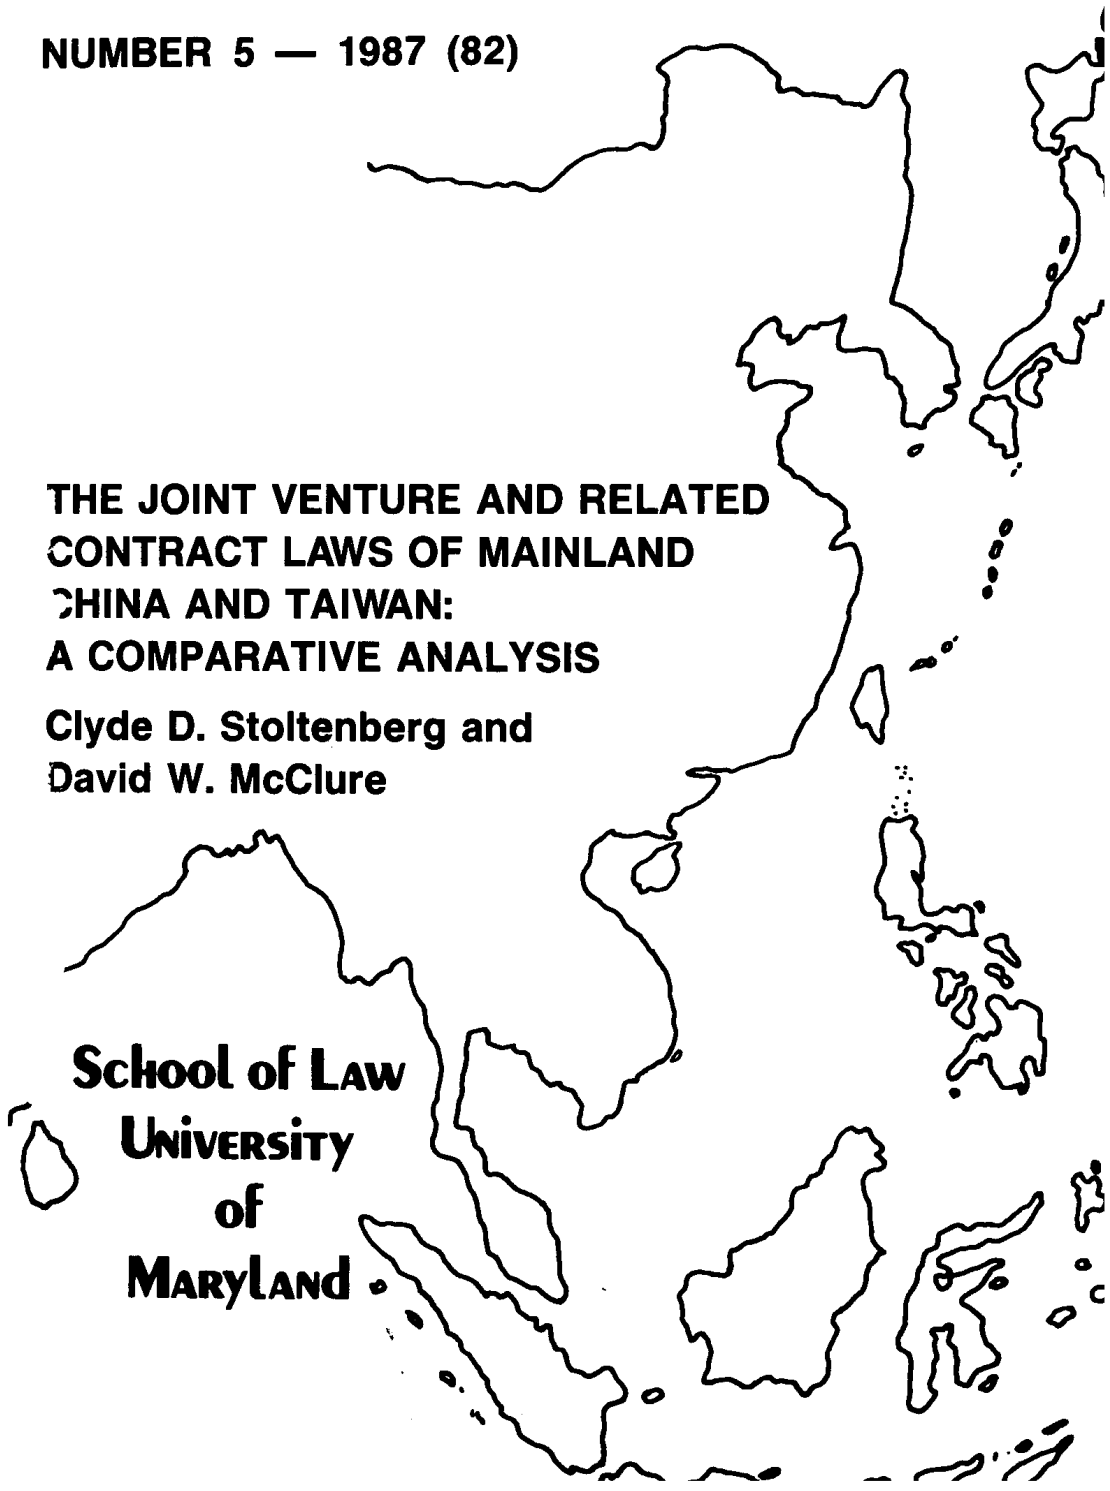 NUMBER 5 — 1987 (82)
THE JOINT VENTURE AND RELATED
CONTRACT LAWS OF MAINLAND
CHINA AND TAIWAN:
A COMPARATIVE ANALYSIS
Clyde D. Stoltenberg and
David W. McClure
School of Law
University
of
Maryland